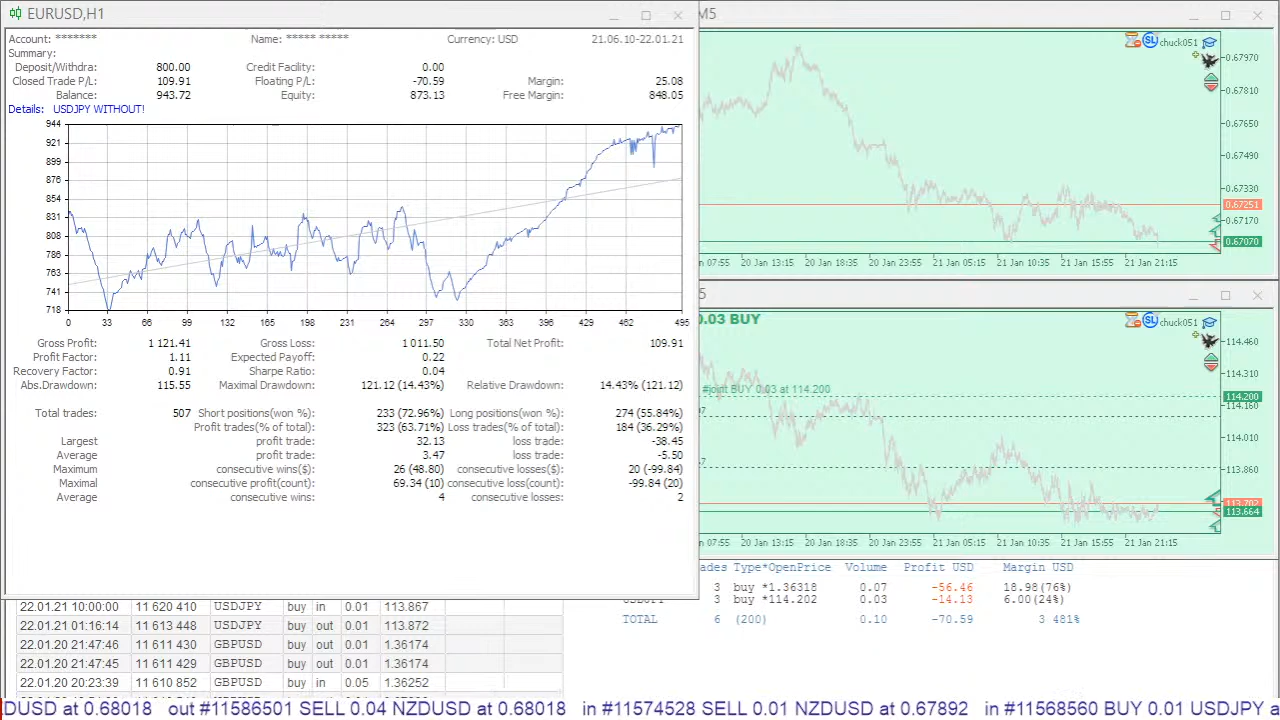 EURUSD,H1
Account: ******* Name: ***** ***** Currency: USD 21.06.10-22.01.21
Summary:
Deposit/Withdra: 800.00 Credit Facility: 0.00
Closed Trade P/L: 109.91 Floating P/L: -70.59 Margin: 25.08
Balance: 943.72 Equity: 873.13 Free Margin: 848.05
Details: USDJPY WITHOUT!
944
921
899
876
854
831
808
786
763
741
718
0 33 66 99 132 165 198 231 264 297 330 363 396 429 462 495
Gross Profit: 1 121.41 Gross Loss: 1 011.50 Total Net Profit: 109.91
Profit Factor: 1.11 Expected Payoff: 0.22
Recovery Factor: 0.91 Sharpe Ratio: 0.04
Abs.Drawdown: 115.55 Maximal Drawdown: 121.12 (14.43%) Relative Drawdown: 14.43% (121.12)
Total trades: 507 Short positions(won %): 233 (72.96%) Long positions(won %): 274 (55.84%)
Profit trades(% of total): 323 (63.71%) Loss trades(% of total): 184 (36.29%)
Largest profit trade: 32.13 loss trade: -38.45
Average profit trade: 3.47 loss trade: -5.50
Maximum consecutive wins($): 26 (48.80) consecutive losses($): 20 (-99.84)
Maximal consecutive profit(count): 69.34 (10) consecutive loss(count): -99.84 (20)
Average consecutive wins: 4 consecutive losses: 2
M5
SL chuck051
0.67970
0.67810
0.67650
0.67490
0.67330
0.67251
0.67170
0.67070
07:55 20 Jan 13:15 20 Jan 18:35 20 Jan 23:55 21 Jan 05:15 21 Jan 10:35 21 Jan 15:55 21 Jan 21:15
5
0.03 BUY
SL chuck051
#joint BUY 0.03 at 114.200
114.460
114.310
114.200
114.160
114.010
113.860
113.702
113.664
07:55 20 Jan 13:15 20 Jan 18:35 20 Jan 23:55 21 Jan 05:15 21 Jan 10:35 21 Jan 15:55 21 Jan 21:15
ades Type*OpenPrice Volume Profit USD Margin USD
3 buy *1.36318 0.07 -56.46 18.98(76%)
3 buy *114.202 0.03 -14.13 6.00(24%)
TOTAL 6 (200) 0.10 -70.59 3 481%
22.01.21 10:00:00 11 620 410 USDJPY buy in 0.01 113.867
22.01.21 01:16:14 11 613 448 USDJPY buy out 0.01 113.872
22.01.20 21:47:46 11 611 430 GBPUSD buy out 0.01 1.36174
22.01.20 21:47:45 11 611 429 GBPUSD buy out 0.01 1.36174
22.01.20 20:23:39 11 610 852 GBPUSD buy in 0.05 1.36252
ZDUSD at 0.68018 out #11586501 SELL 0.04 NZDUSD at 0.68018 in #11574528 SELL 0.01 NZDUSD at 0.67892 in #11568560 BUY 0.01 USDJPY a